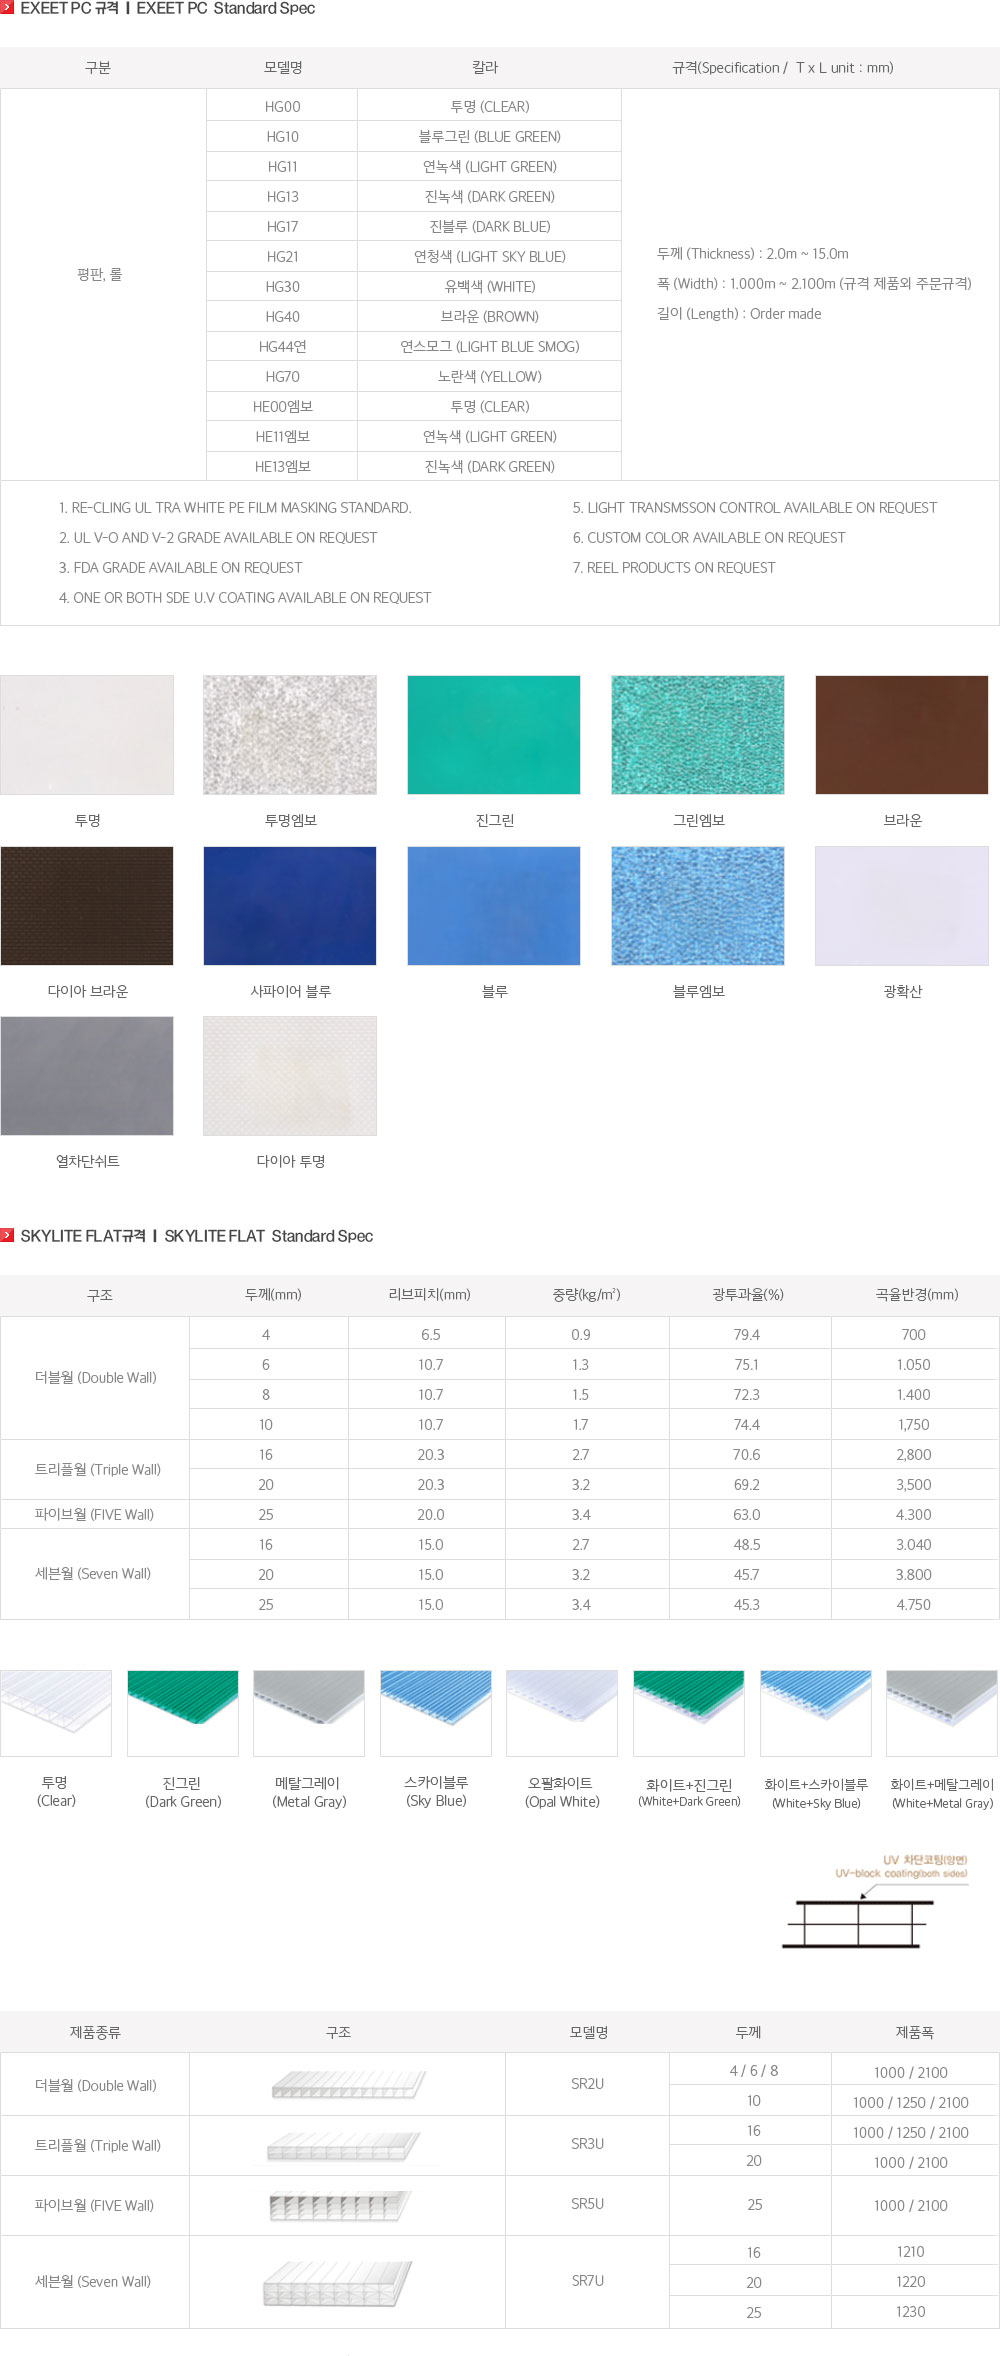 EXEET PC 규격 I EXEET PC Standard Spec
구분 모델명 칼라 규격(Specification / T x L unit : mm)
평판, 롤
HG00 투명 (CLEAR)
HG10 블루그린 (BLUE GREEN)
HG11 연녹색 (LIGHT GREEN)
HG13 진녹색 (DARK GREEN)
HG17 진블루 (DARK BLUE)
HG21 연청색 (LIGHT SKY BLUE)
HG30 유백색 (WHITE)
HG40 브라운 (BROWN)
HG44연 연스모그 (LIGHT BLUE SMOG)
HG70 노란색 (YELLOW)
HE00엠보 투명 (CLEAR)
HE11엠보 연녹색 (LIGHT GREEN)
HE13엠보 진녹색 (DARK GREEN)
두께 (Thickness) : 2.0m ~ 15.0m
폭 (Width) : 1.000m ~ 2.100m (규격 제품외 주문규격)
길이 (Length) : Order made
1. RE-CLING UL TRA WHITE PE FILM MASKING STANDARD.
2. UL V-O AND V-2 GRADE AVAILABLE ON REQUEST
3. FDA GRADE AVAILABLE ON REQUEST
4. ONE OR BOTH SDE U.V COATING AVAILABLE ON REQUEST
5. LIGHT TRANSMSSON CONTROL AVAILABLE ON REQUEST
6. CUSTOM COLOR AVAILABLE ON REQUEST
7. REEL PRODUCTS ON REQUEST
투명 투명엠보 진그린 그린엠보 브라운
다이아 브라운 사파이어 블루 블루 블루엠보 광확산
열차단쉬트 다이아 투명
SKYLITE FLAT규격 I SKYLITE FLAT Standard Spec
구조 두께(mm) 리브피치(mm) 중량(kg/m²) 광투과율(%) 곡율반경(mm)
더블월 (Double Wall)
4 6.5 0.9 79.4 700
6 10.7 1.3 75.1 1.050
8 10.7 1.5 72.3 1.400
10 10.7 1.7 74.4 1,750
트리플월 (Triple Wall)
16 20.3 2.7 70.6 2,800
20 20.3 3.2 69.2 3,500
파이브월 (FIVE Wall) 25 20.0 3.4 63.0 4.300
세븐월 (Seven Wall)
16 15.0 2.7 48.5 3.040
20 15.0 3.2 45.7 3.800
25 15.0 3.4 45.3 4.750
투명 진그린 메탈그레이 스카이블루 오팔화이트 화이트+진그린 화이트+스카이블루 화이트+메탈그레이
(Clear) (Dark Green) (Metal Gray) (Sky Blue) (Opal White) (White+Dark Green) (White+Sky Blue) (White+Metal Gray)
UV 차단코팅(양면)
UV-block coating(both sides)
제품종류 구조 모델명 두께 제품폭
더블월 (Double Wall) SR2U
4 / 6 / 8 1000 / 2100
10 1000 / 1250 / 2100
트리플월 (Triple Wall) SR3U
16 1000 / 1250 / 2100
20 1000 / 2100
파이브월 (FIVE Wall) SR5U 25 1000 / 2100
세븐월 (Seven Wall) SR7U
16 1210
20 1220
25 1230